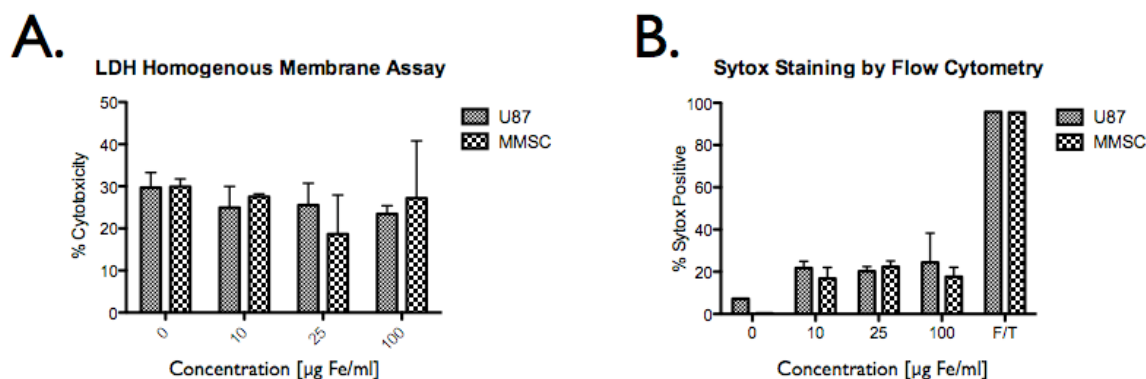 A.
LDH Homogenous Membrane Assay
50
40
30
20
10
0
% Cytotoxicity
0
10
25
100
Concentration [µg Fe/ml]
U87
MMSC
B.
Sytox Staining by Flow Cytometry
100
80
60
40
20
0
% Sytox Positive
0
10
25
100
F/T
Concentration [µg Fe/ml]
U87
MMSC